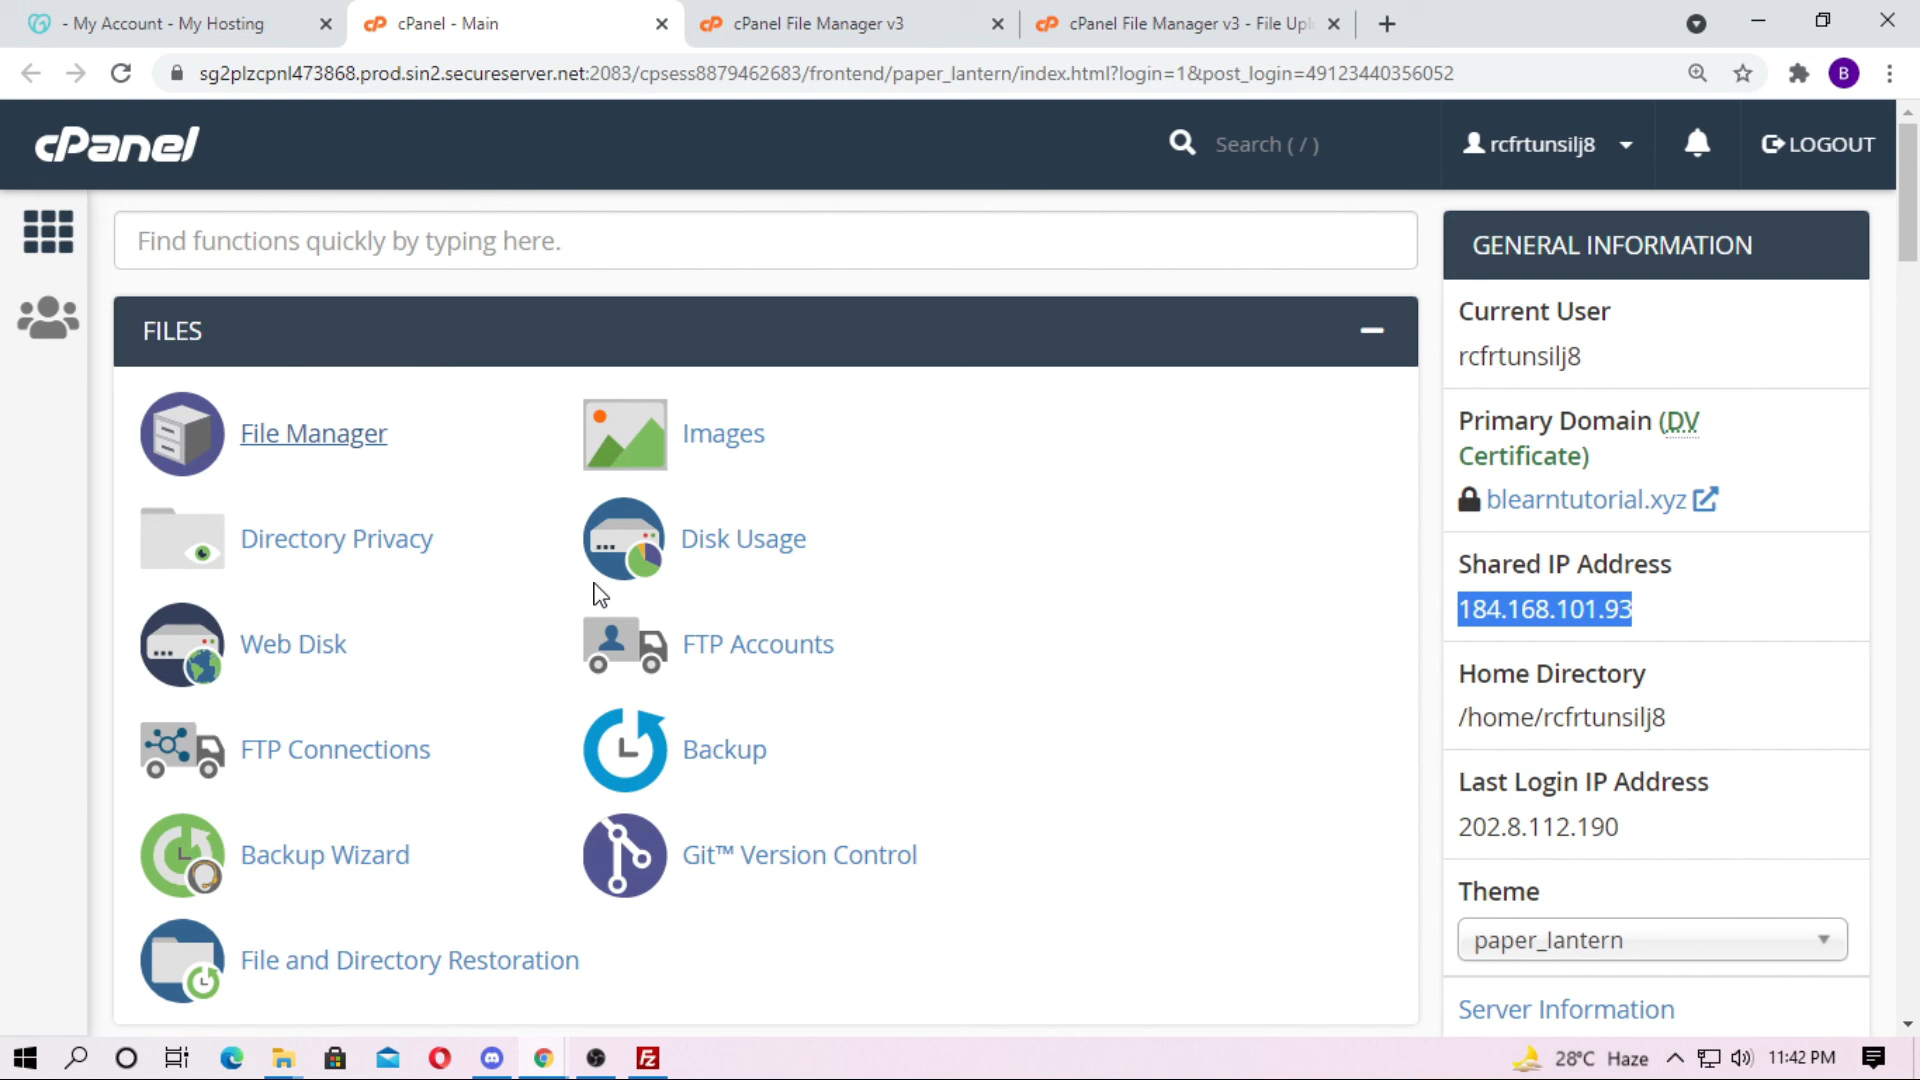 - My Account - My Hosting
cPanel - Main
cPanel File Manager v3
cPanel File Manager v3 - File Upl
sg2plzcpnl473868.prod.sin2.secureserver.net:2083/cpsess8879462683/frontend/paper_lantern/index.html?login=1&post_login=49123440356052
B
cPanel
Search ( / )
rcfrtunsilj8
LOGOUT
Find functions quickly by typing here.
FILES
File Manager
Images
Directory Privacy
Disk Usage
Web Disk
FTP Accounts
FTP Connections
Backup
Backup Wizard
Git™ Version Control
File and Directory Restoration
GENERAL INFORMATION
Current User
rcfrtunsilj8
Primary Domain (DV
Certificate)
blearntutorial.xyz
Shared IP Address
184.168.101.93
Home Directory
/home/rcfrtunsilj8
Last Login IP Address
202.8.112.190
Theme
paper_lantern
Server Information
Fz
28°C Haze
11:42 PM